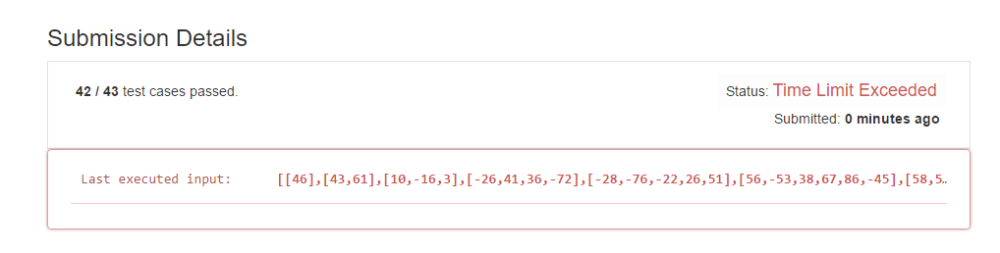 Submission Details
42 / 43 test cases passed.
Status: Time Limit Exceeded
Submitted: 0 minutes ago
Last executed input: [[46],[43,61],[10,-16,3],[-26,41,36,-72],[-28,-76,-22,26,51],[56,-53,38,67,86,-45],[58,5…